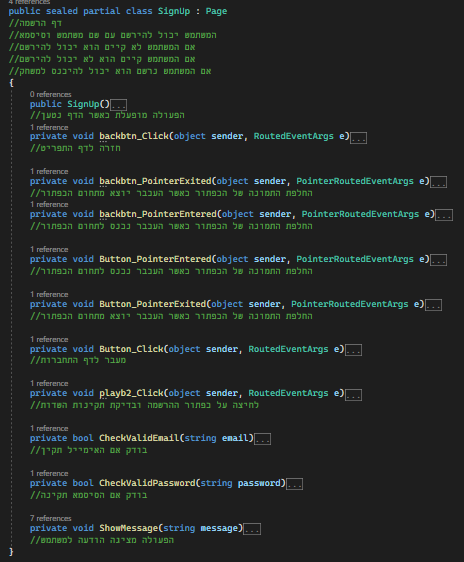 4 references
public sealed partial class SignUp : Page
//דף הרשמה
//המשתמש יכול להירשם עם שם משתמש וסיסמא
//אם המשתמש לא קיים הוא יכול להירשם
//אם המשתמש קיים הוא לא יכול להירשם
//אם המשתמש נרשם הוא יכול להיכנס למשחק
{
0 references
public SignUp()...
//הפעולה מופעלת כאשר הדף נטען
1 reference
private void backbtn_Click(object sender, RoutedEventArgs e)...
//חזרה לדף התפריט
1 reference
private void backbtn_PointerExited(object sender, PointerRoutedEventArgs e)...
//החלפת התמונה של הכפתור כאשר העכבר יוצא מתחום הכפתור
1 reference
private void backbtn_PointerEntered(object sender, PointerRoutedEventArgs e)...
//החלפת התמונה של הכפתור כאשר העכבר נכנס לתחום הכפתור
1 reference
private void Button_PointerEntered(object sender, PointerRoutedEventArgs e)...
//החלפת התמונה של הכפתור כאשר העכבר נכנס לתחום הכפתור
1 reference
private void Button_PointerExited(object sender, PointerRoutedEventArgs e)...
//החלפת התמונה של הכפתור כאשר העכבר יוצא מתחום הכפתור
1 reference
private void Button_Click(object sender, RoutedEventArgs e)...
//מעבר לדף התחברות
1 reference
private void playb2_Click(object sender, RoutedEventArgs e)...
//לחיצה על כפתור ההרשמה ובדיקת תקינות השדות
1 reference
private bool CheckValidEmail(string email)...
//בודק אם האימייל תקין
1 reference
private bool CheckValidPassword(string password)...
//בודק אם הסיסמא תקינה
7 references
private void ShowMessage(string message)...
//הפעולה מציגה הודעה למשתמש
}